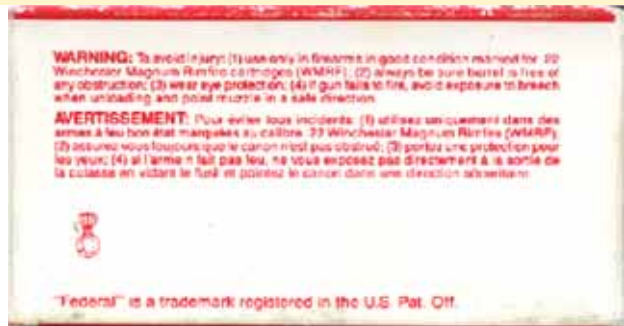 WARNING: To avoid injury: (1) use only in firearms in good condition marked for .22
Winchester Magnum Rimfire cartridges (WMRF); (2) always be sure barrel is free of
any obstruction; (3) wear eye protection; (4) if gun fails to fire, avoid exposure to breech
when unloading and point muzzle in a safe direction.
AVERTISSEMENT: Pour éviter tous incidents: (1) utilisez uniquement dans des
armes à feu bon état marquées au calibre .22 Winchester Magnum Rimfire (WMRF);
(2) assurez vous toujours que le canon n'est pas obstrué; (3) portez une protection pour
les yeux; (4) si l'arme n fait pas feu, ne vous exposez pas directement à la sortie de
la culasse en vidant le fusil et pointez le canon dans une direction sécuritaire.
"Federal" is a trademark registered in the U.S. Pat. Off.